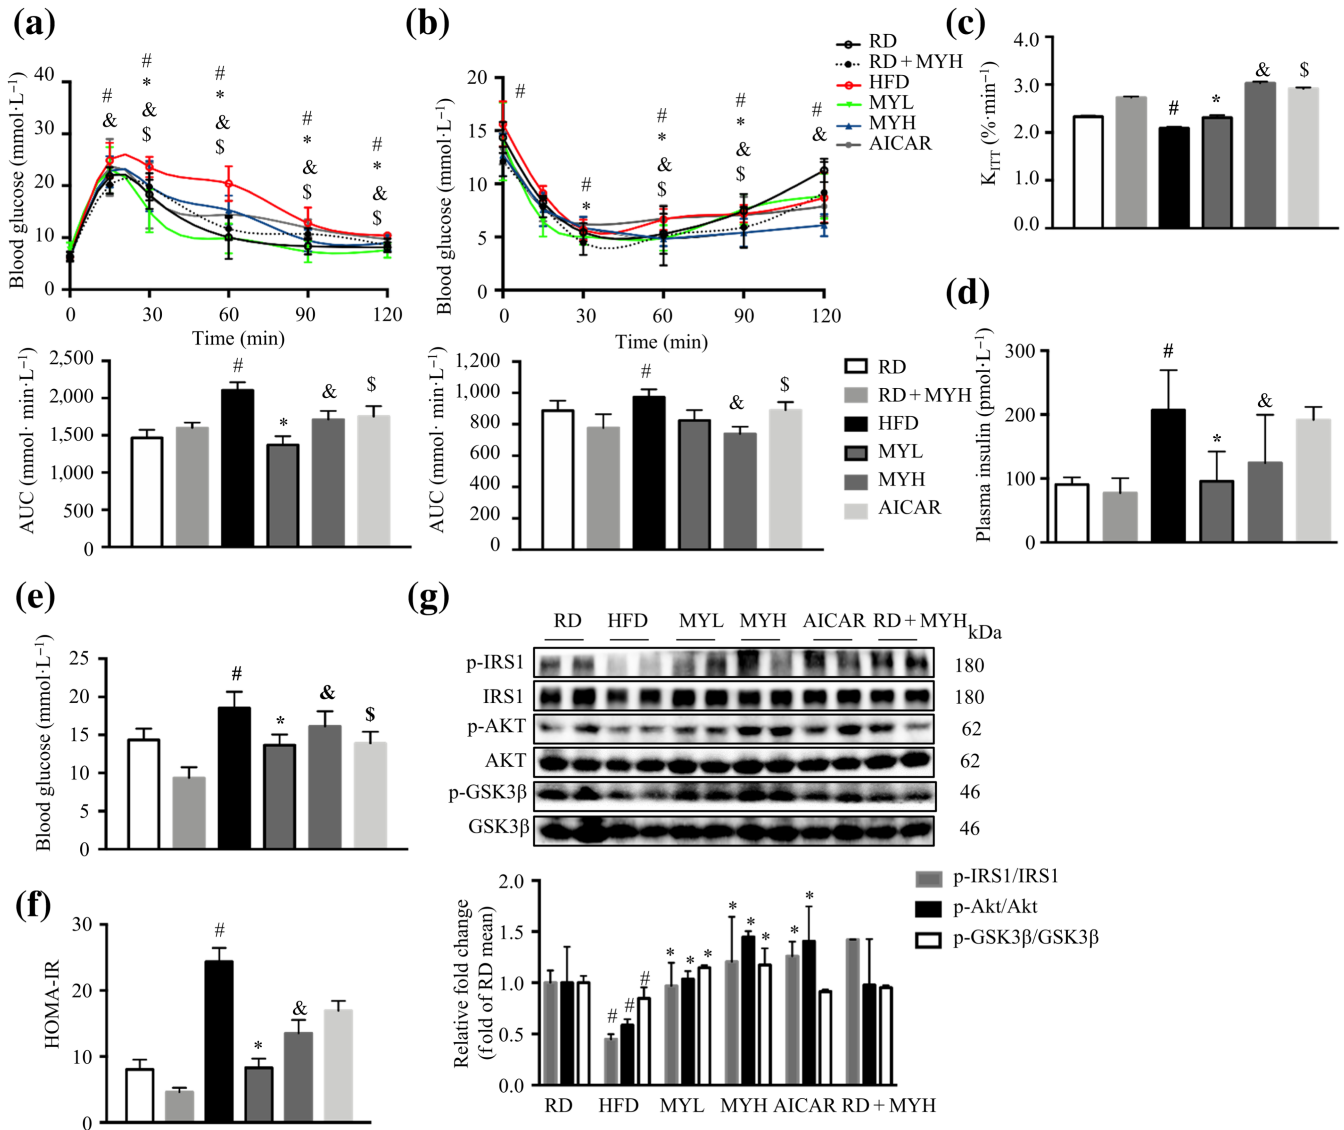 (a)
Blood glucose (mmol·L−1)
40
30
20
10
0
#
&
#
*
&
$
#
*
&
$
#
*
&
$
#
*
&
$
0
30
60
90
120
Time (min)
AUC (mmol· min·L−1)
2,500
2,000
1,500
1,000
500
0
#
*
&
$
(b)
Blood glucose (mmol·L−1)
20
15
10
5
0
#
#
*
#
*
&
$
#
*
&
$
#
&
0
30
60
90
120
Time (min)
RD
RD + MYH
HFD
MYL
MYH
AICAR
AUC (mmol· min·L−1)
1,200
1,000
800
600
400
200
0
#
&
$
RD
RD + MYH
HFD
MYL
MYH
AICAR
(c)
KITT (%·min−1)
4.0
3.0
2.0
1.0
0.0
#
*
&
$
(d)
Plasma insulin (pmol·L−1)
300
200
100
0
#
*
&
(e)
Blood glucose (mmol·L−1)
25
20
15
10
5
0
#
*
&
$
(f)
HOMA-IR
30
20
10
0
#
*
&
(g)
RD HFD MYL MYH AICAR RD + MYH
kDa
p-IRS1 180
IRS1 180
p-AKT 62
AKT 62
p-GSK3β 46
GSK3β 46
Relative fold change
(fold of RD mean)
2.0
1.5
1.0
0.5
0.0
# # #
* * *
* * *
* *
RD HFD MYL MYH AICAR RD + MYH
p-IRS1/IRS1
p-Akt/Akt
p-GSK3β/GSK3β